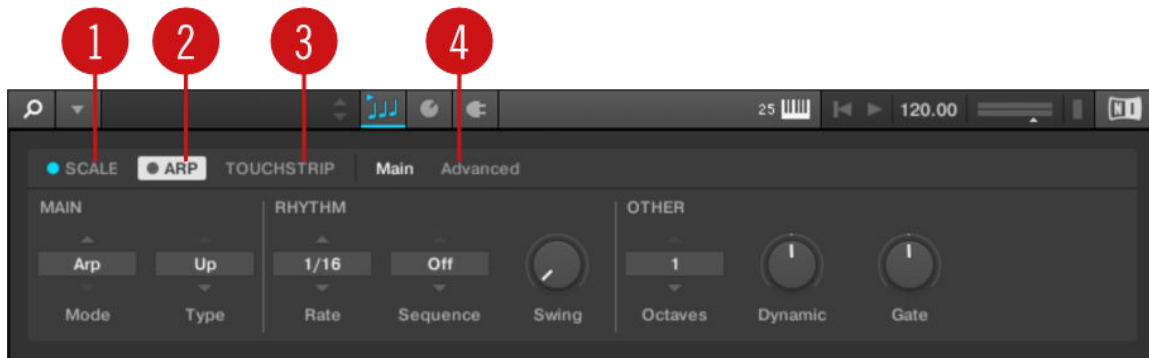 1 2 3 4
25 120.00 NI
SCALE ARP TOUCHSTRIP Main Advanced
MAIN RHYTHM OTHER
Arp Up 1/16 Off 1
Mode Type Rate Sequence Swing Octaves Dynamic Gate